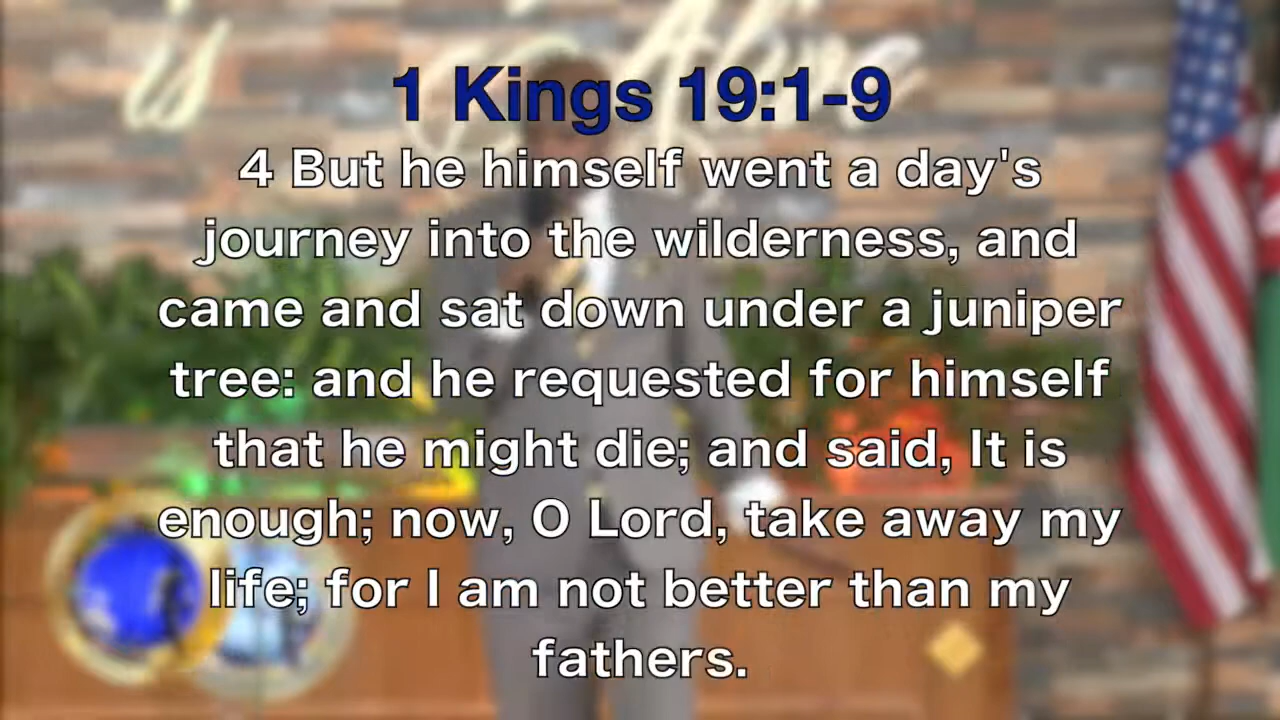 is Above
1 Kings 19:1-9
4 But he himself went a day's
journey into the wilderness, and
came and sat down under a juniper
tree: and he requested for himself
that he might die; and said, It is
enough; now, O Lord, take away my
life; for I am not better than my
fathers.